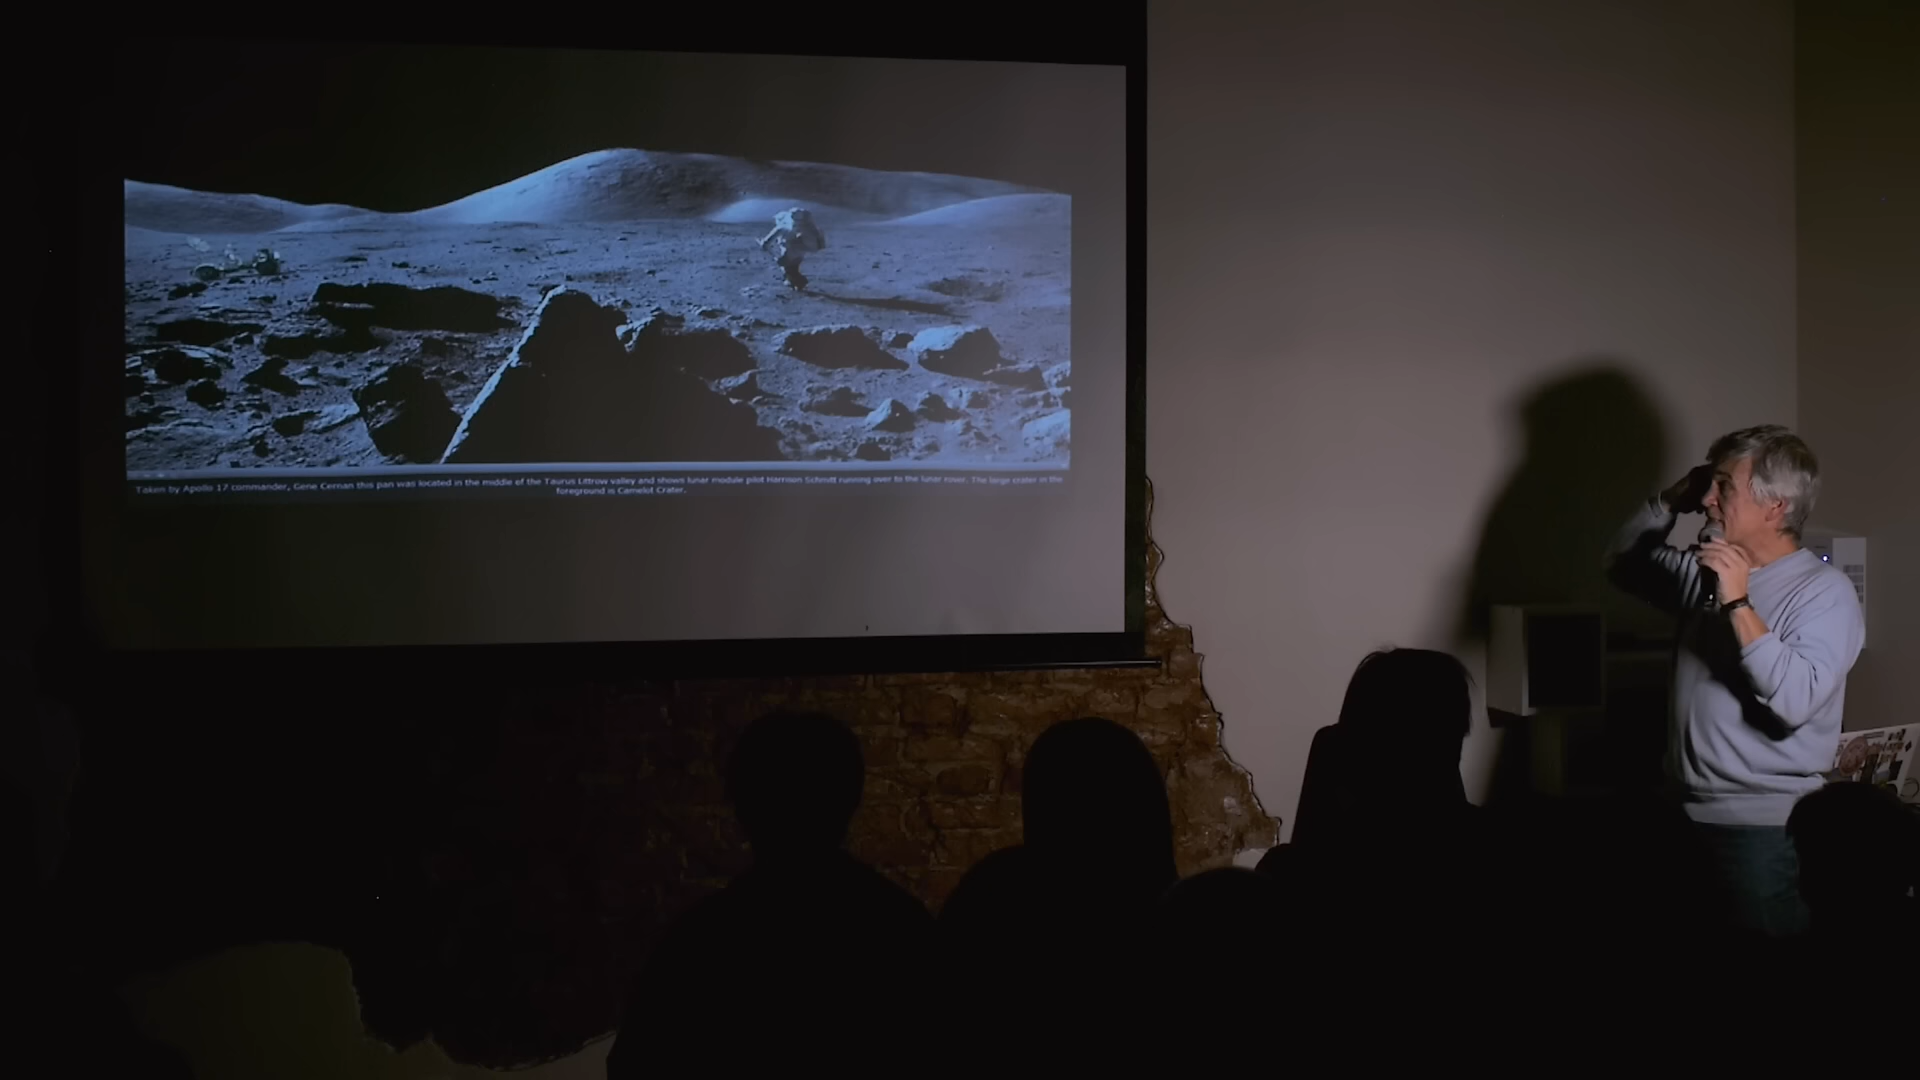 Taken by Apollo 17 commander, Gene Cernan this pan was located in the middle of the Taurus Littrow valley and shows lunar module pilot Harrison Schmitt running over to the lunar rover. The large crater in the
foreground is Camelot Crater.